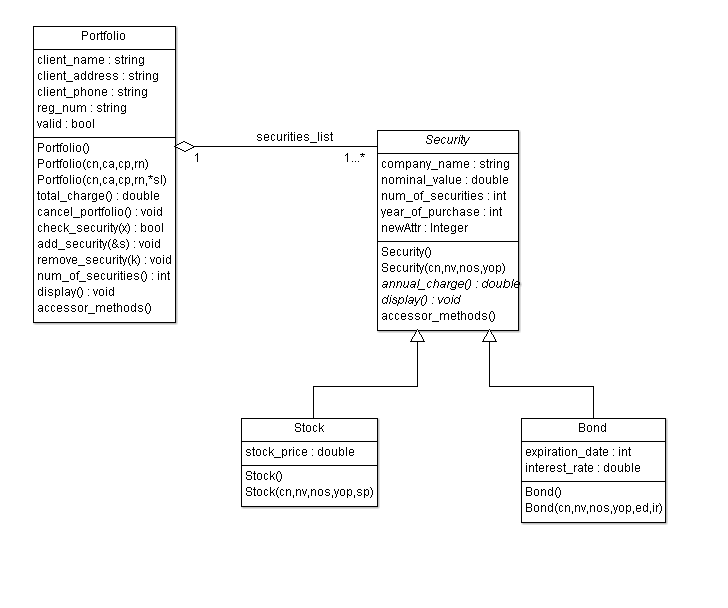 Portfolio
client_name : string
client_address : string
client_phone : string
reg_num : string
valid : bool
Portfolio()
Portfolio(cn,ca,cp,rn)
Portfolio(cn,ca,cp,rn,*sl)
total_charge() : double
cancel_portfolio() : void
check_security(x) : bool
add_security(&s) : void
remove_security(k) : void
num_of_securities() : int
display() : void
accessor_methods()
securities_list
1
1...*
Security
company_name : string
nominal_value : double
num_of_securities : int
year_of_purchase : int
newAttr : Integer
Security()
Security(cn,nv,nos,yop)
annual_charge() : double
display() : void
accessor_methods()
Stock
stock_price : double
Stock()
Stock(cn,nv,nos,yop,sp)
Bond
expiration_date : int
interest_rate : double
Bond()
Bond(cn,nv,nos,yop,ed,ir)